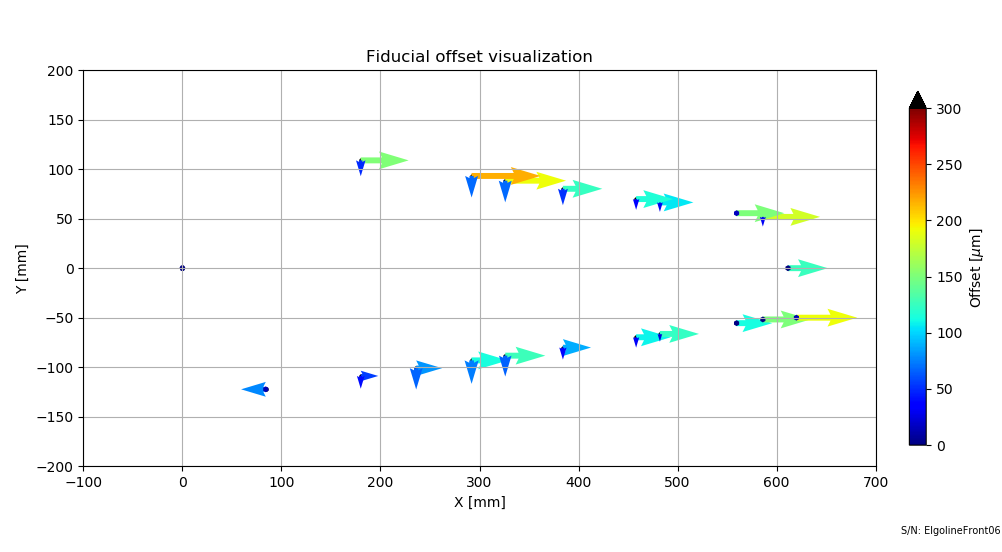 Fiducial offset visualization
200
150
100
50
0
−50
−100
−150
−200
Y [mm]
−100 0 100 200 300 400 500 600 700
X [mm]
300
250
200
150
100
50
0
Offset [μm]
S/N: ElgolineFront06